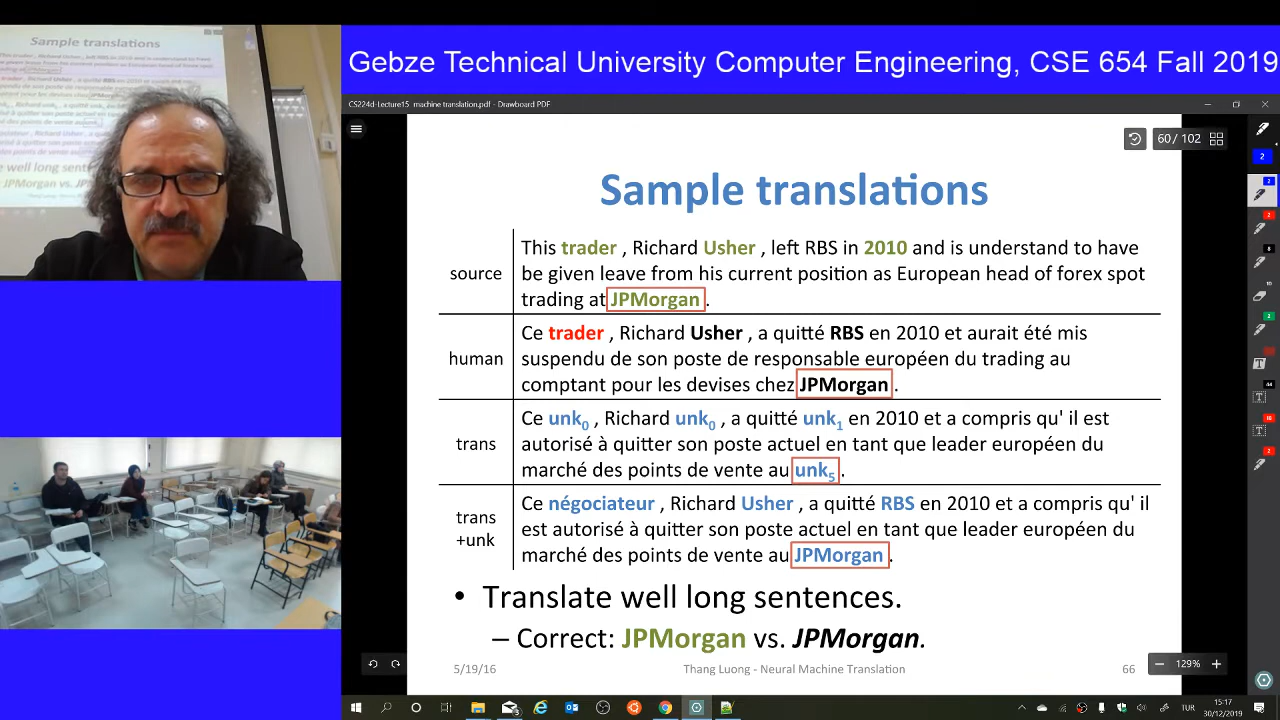 Gebze Technical University Computer Engineering, CSE 654 Fall 2019
CS224d-Lecture15 machine translation.pdf - Drawboard PDF
60 / 102
Sample translations
source
This trader , Richard Usher , left RBS in 2010 and is understand to have
be given leave from his current position as European head of forex spot
trading at JPMorgan .
human
Ce trader , Richard Usher , a quitté RBS en 2010 et aurait été mis
suspendu de son poste de responsable européen du trading au
comptant pour les devises chez JPMorgan .
trans
Ce unk0 , Richard unk0 , a quitté unk1 en 2010 et a compris qu' il est
autorisé à quitter son poste actuel en tant que leader européen du
marché des points de vente au unk5 .
trans
+unk
Ce négociateur , Richard Usher , a quitté RBS en 2010 et a compris qu' il
est autorisé à quitter son poste actuel en tant que leader européen du
marché des points de vente au JPMorgan .
• Translate well long sentences.
– Correct: JPMorgan vs. JPMorgan.
5/19/16
Thang Luong - Neural Machine Translation
66
129%
TUR
15:17
30/12/2019
Sample translations